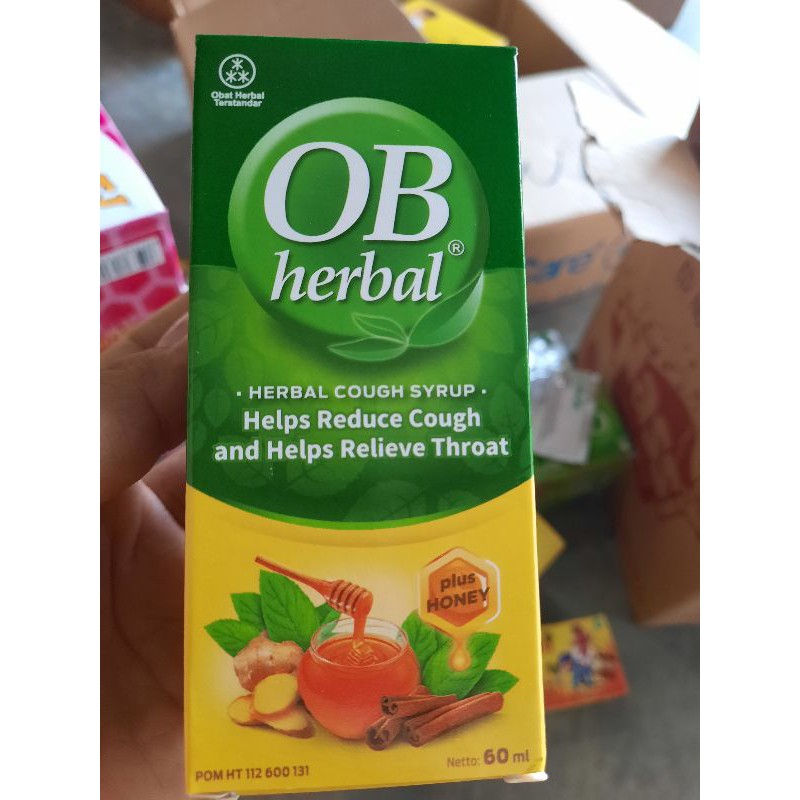 Obat Herbal
Terstandar
OB
herbal®
· HERBAL COUGH SYRUP ·
Helps Reduce Cough
and Helps Relieve Throat
plus
HONEY
POM HT 112 600 131
Netto: 60 ml